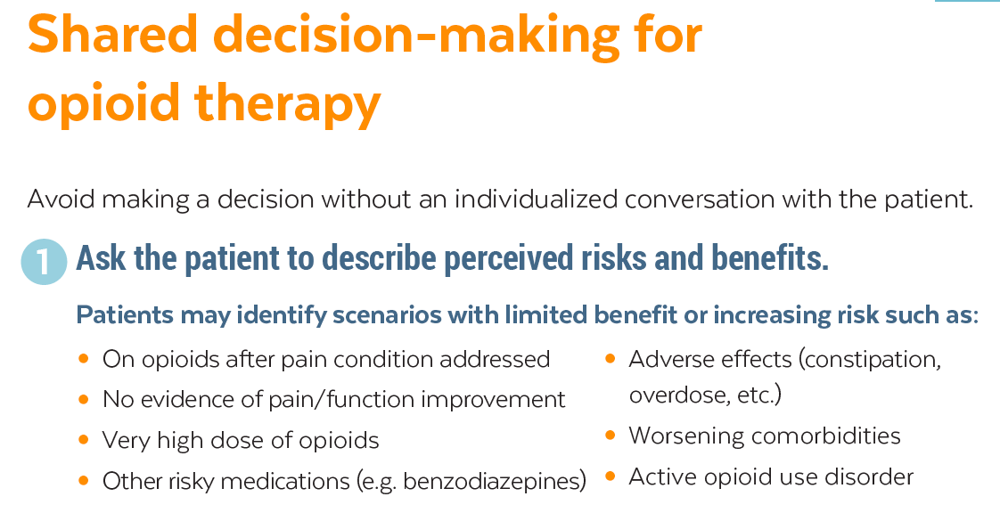 Shared decision-making for
opioid therapy
Avoid making a decision without an individualized conversation with the patient.
1 Ask the patient to describe perceived risks and benefits.
Patients may identify scenarios with limited benefit or increasing risk such as:
• On opioids after pain condition addressed
• No evidence of pain/function improvement
• Very high dose of opioids
• Other risky medications (e.g. benzodiazepines)
• Adverse effects (constipation,
overdose, etc.)
• Worsening comorbidities
• Active opioid use disorder